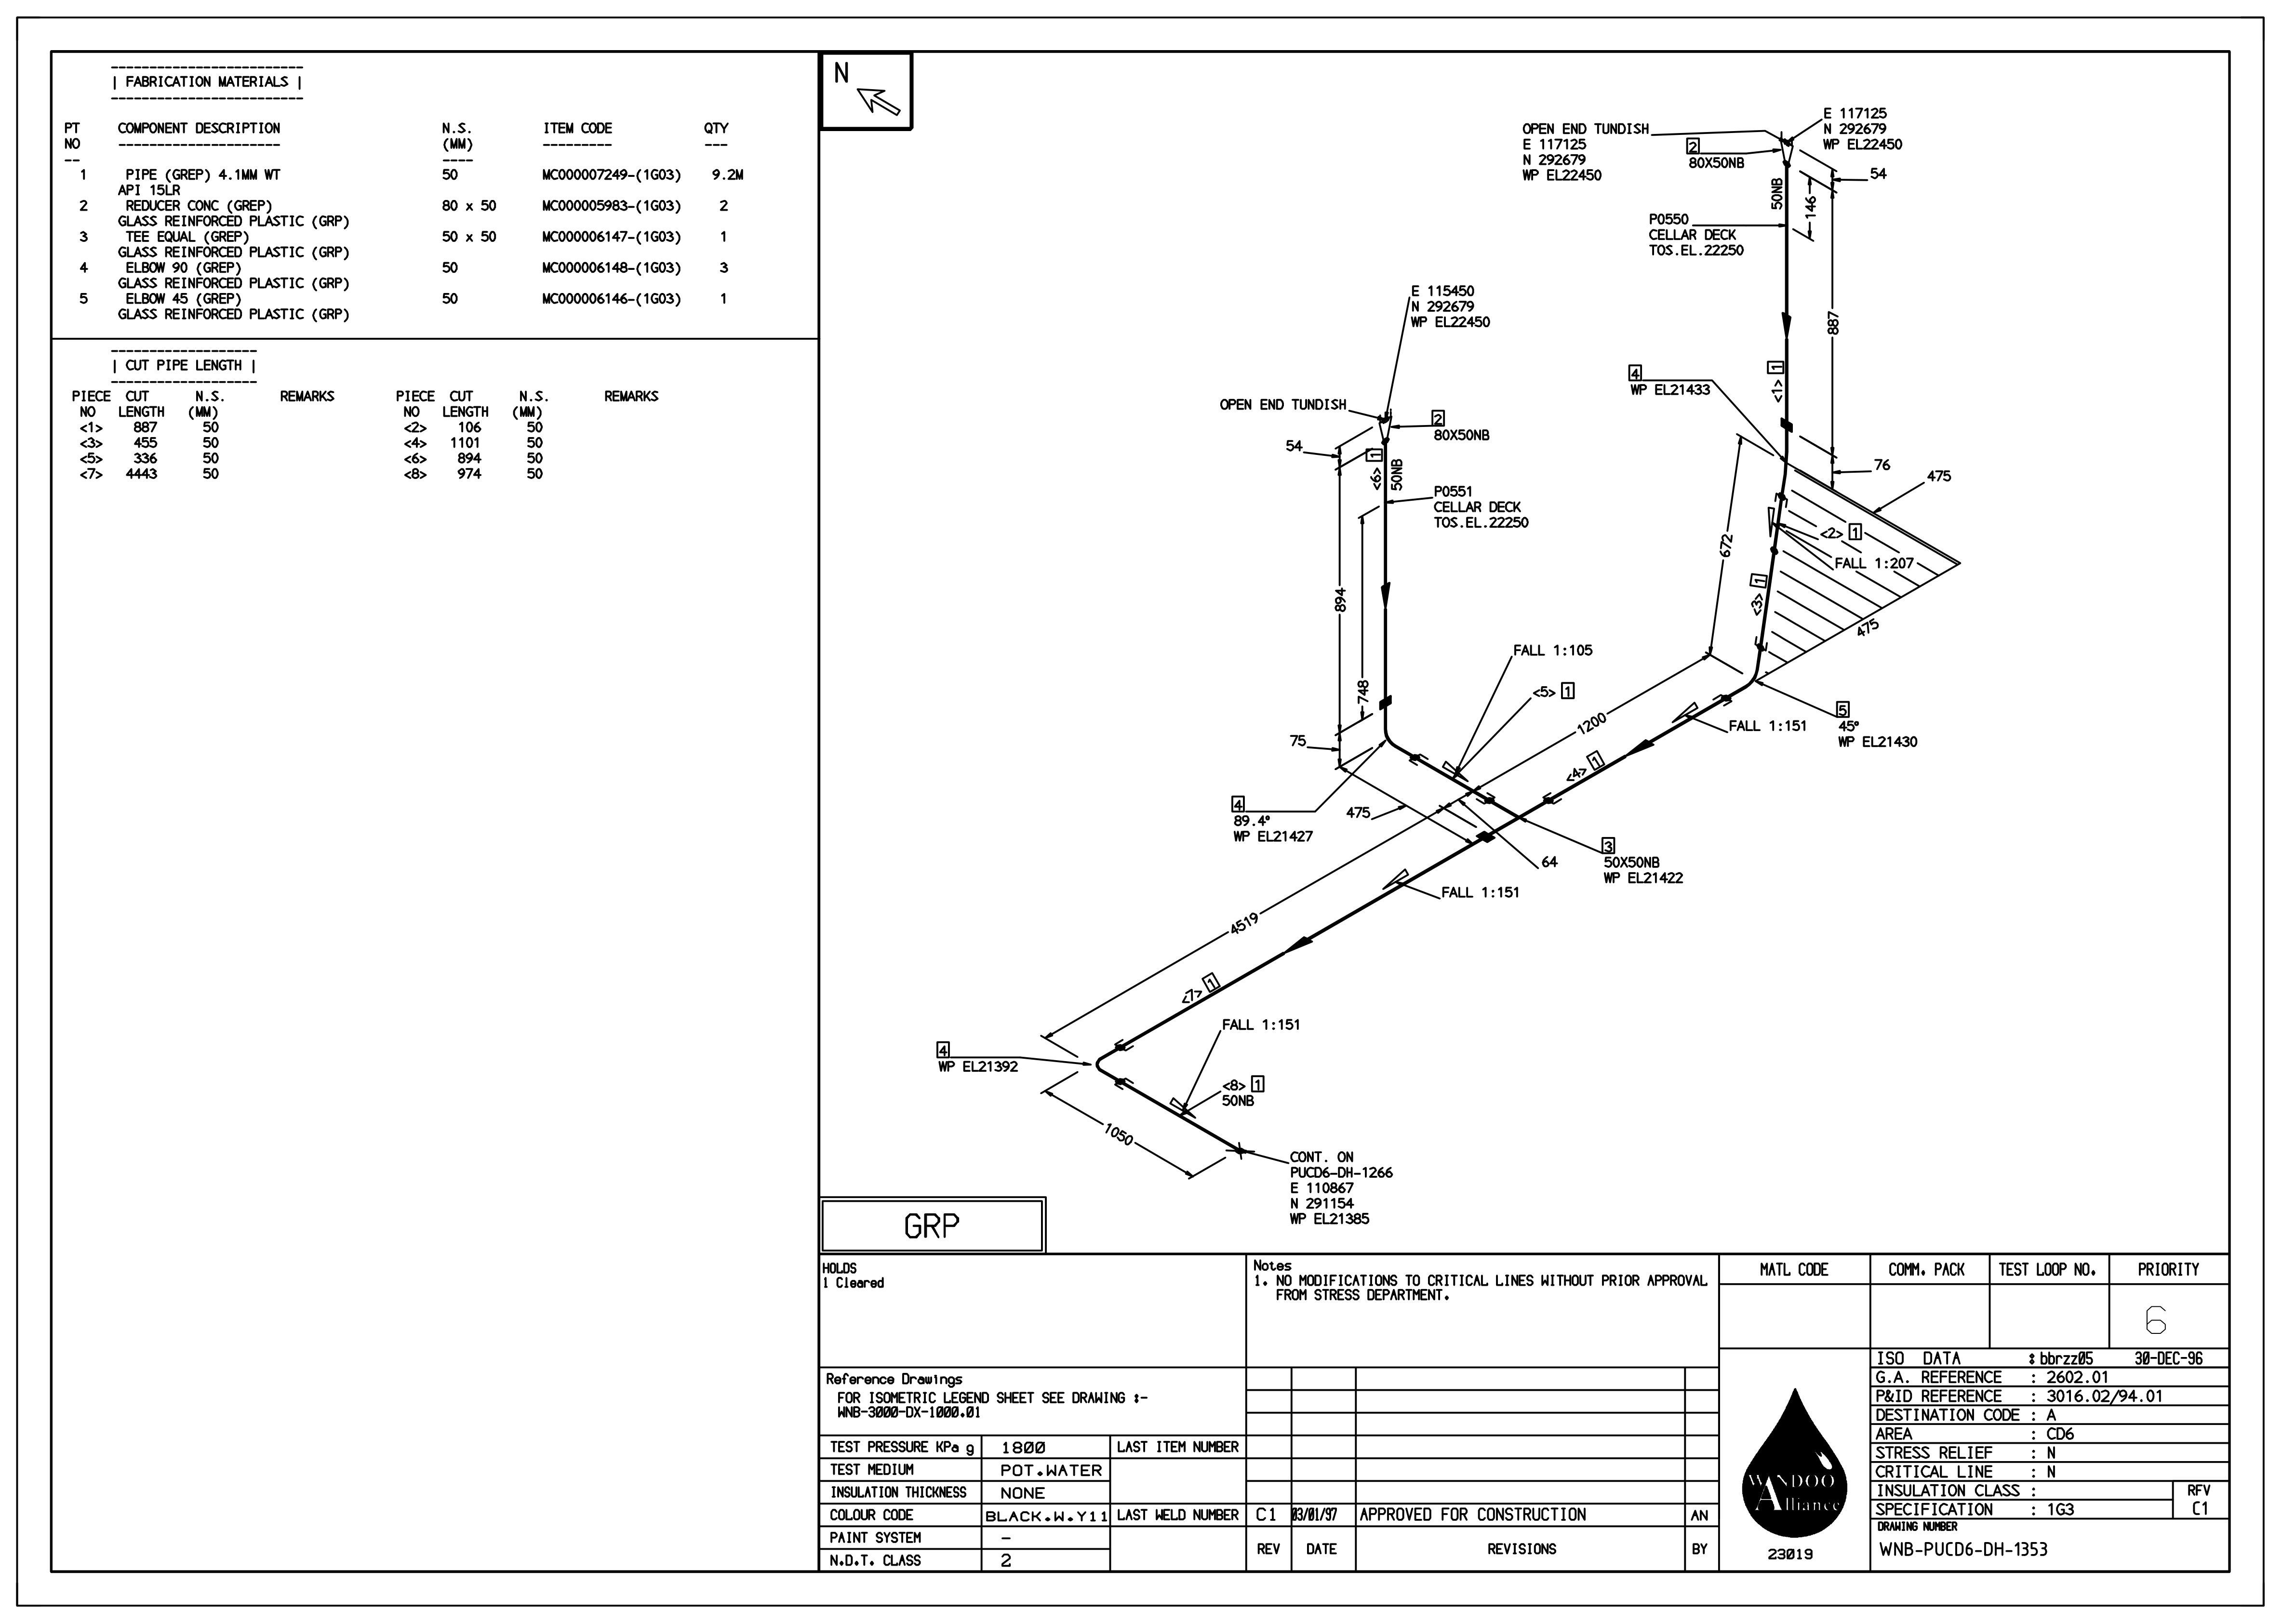 | FABRICATION MATERIALS |
PT NO COMPONENT DESCRIPTION N.S. (MM) ITEM CODE QTY
1 PIPE (GREP) 4.1MM WT 50 MC000007249-(1G03) 9.2M
API 15LR
2 REDUCER CONC (GREP) 80 x 50 MC000005983-(1G03) 2
GLASS REINFORCED PLASTIC (GRP)
3 TEE EQUAL (GREP) 50 x 50 MC000006147-(1G03) 1
GLASS REINFORCED PLASTIC (GRP)
4 ELBOW 90 (GREP) 50 MC000006148-(1G03) 3
GLASS REINFORCED PLASTIC (GRP)
5 ELBOW 45 (GREP) 50 MC000006146-(1G03) 1
GLASS REINFORCED PLASTIC (GRP)
| CUT PIPE LENGTH |
PIECE CUT N.S. REMARKS PIECE CUT N.S. REMARKS
NO LENGTH (MM) NO LENGTH (MM)
<1> 887 50 <2> 106 50
<3> 455 50 <4> 1101 50
<5> 336 50 <6> 894 50
<7> 4443 50 <8> 974 50
N
OPEN END TUNDISH
E 117125
N 292679
WP EL22450
E 117125
N 292679
WP EL22450
2
80X50NB
54
50NB
146
P0550
CELLAR DECK
TOS.EL.22250
887
<1> 1
4
WP EL21433
76
475
E 115450
N 292679
WP EL22450
OPEN END TUNDISH
2
80X50NB
54
<6> 1
50NB
P0551
CELLAR DECK
TOS.EL.22250
894
748
75
672
<2> 1
FALL 1:207
<3> 1
475
FALL 1:105
<5> 1
1200
FALL 1:151
5
45°
WP EL21430
<4> 1
4
89.4°
WP EL21427
475
64
3
50X50NB
WP EL21422
FALL 1:151
4519
<7> 1
FALL 1:151
4
WP EL21392
<8> 1
50NB
1050
CONT. ON
PUCD6-DH-1266
E 110867
N 291154
WP EL21385
GRP
HOLDS
1 Cleared
Notes
1. NO MODIFICATIONS TO CRITICAL LINES WITHOUT PRIOR APPROVAL
FROM STRESS DEPARTMENT.
MATL CODE COMM. PACK TEST LOOP NO. PRIORITY
6
Reference Drawings
FOR ISOMETRIC LEGEND SHEET SEE DRAWING :-
WNB-3000-DX-1000.01
TEST PRESSURE KPa g 1800 LAST ITEM NUMBER
TEST MEDIUM POT.WATER
INSULATION THICKNESS NONE
COLOUR CODE BLACK.W.Y11 LAST WELD NUMBER
PAINT SYSTEM -
N.D.T. CLASS 2
C1 03/01/97 APPROVED FOR CONSTRUCTION AN
REV DATE REVISIONS BY
WANDOO
Alliance
23019
ISO DATA : bbrzz05 30-DEC-96
G.A. REFERENCE : 2602.01
P&ID REFERENCE : 3016.02/94.01
DESTINATION CODE : A
AREA : CD6
STRESS RELIEF : N
CRITICAL LINE : N
INSULATION CLASS :
SPECIFICATION : 1G3
RFV
C1
DRAWING NUMBER
WNB-PUCD6-DH-1353